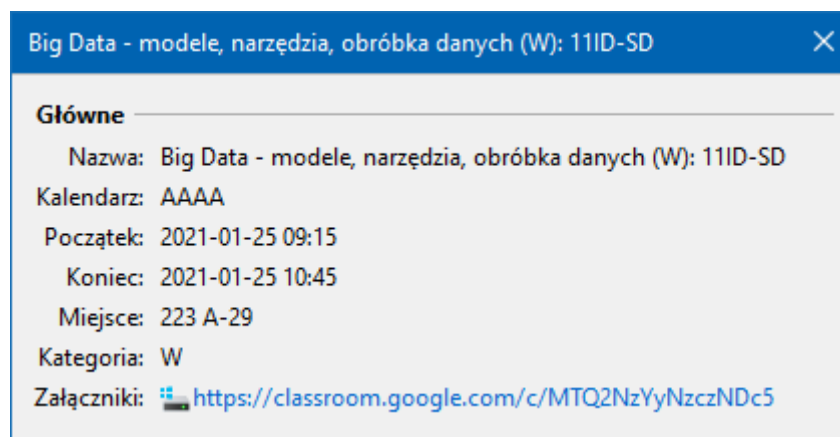 Big Data - modele, narzędzia, obróbka danych (W): 11ID-SD
Główne
Nazwa: Big Data - modele, narzędzia, obróbka danych (W): 11ID-SD
Kalendarz: AAAA
Początek: 2021-01-25 09:15
Koniec: 2021-01-25 10:45
Miejsce: 223 A-29
Kategoria: W
Załączniki: https://classroom.google.com/c/MTQ2NzYyNzczNDc5